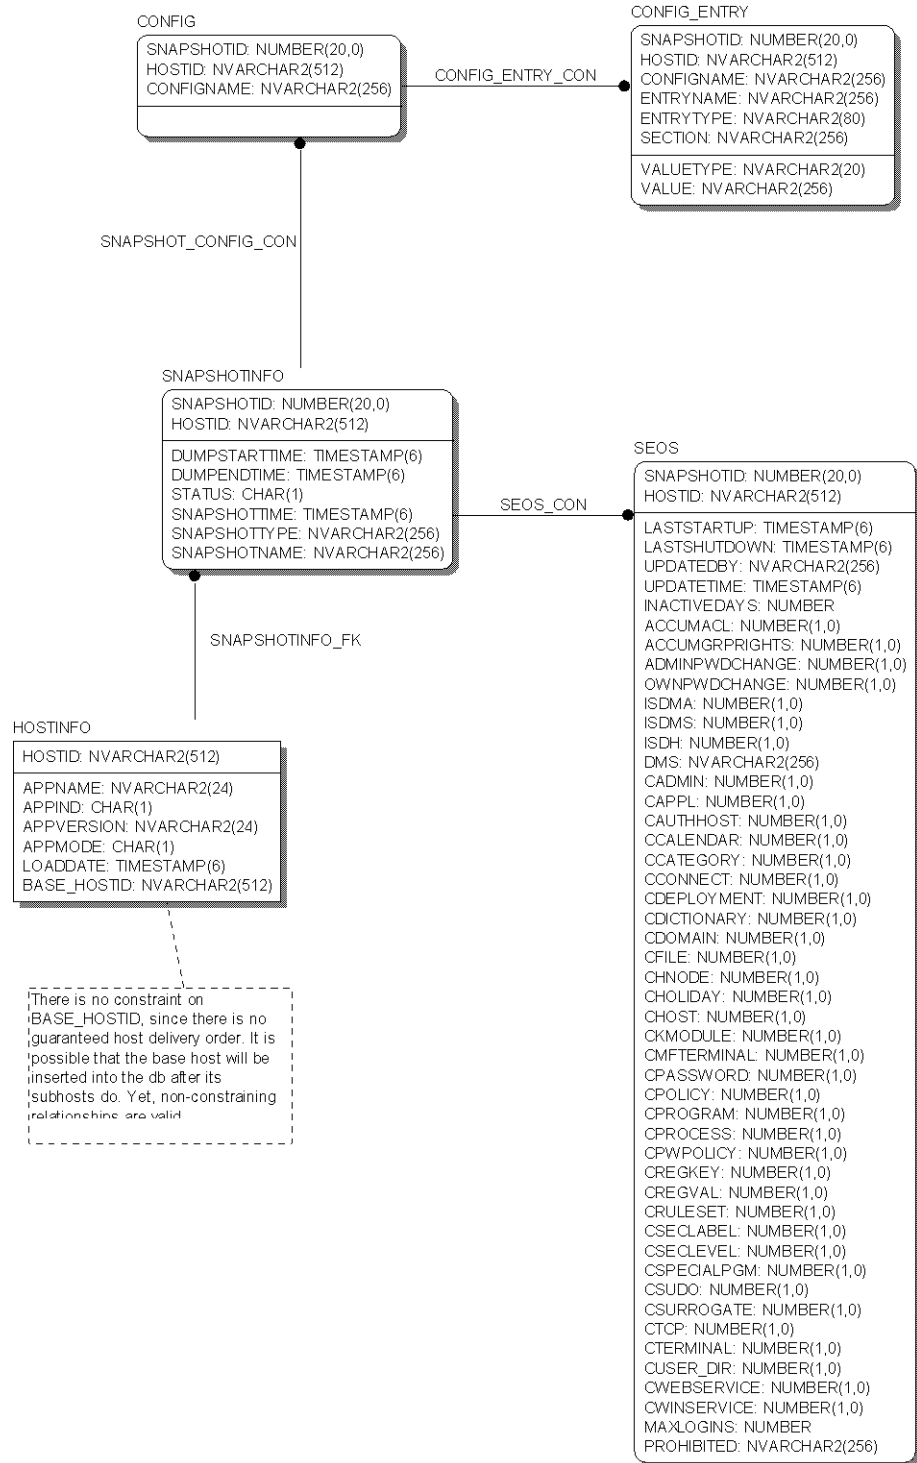 CONFIG
SNAPSHOTID: NUMBER(20,0)
HOSTID: NVARCHAR2(512)
CONFIGNAME: NVARCHAR2(256)
CONFIG_ENTRY_CON
CONFIG_ENTRY
SNAPSHOTID: NUMBER(20,0)
HOSTID: NVARCHAR2(512)
CONFIGNAME: NVARCHAR2(256)
ENTRYNAME: NVARCHAR2(256)
ENTRYTYPE: NVARCHAR2(80)
SECTION: NVARCHAR2(256)
VALUETYPE: NVARCHAR2(20)
VALUE: NVARCHAR2(256)
SNAPSHOT_CONFIG_CON
SNAPSHOTINFO
SNAPSHOTID: NUMBER(20,0)
HOSTID: NVARCHAR2(512)
DUMPSTARTTIME: TIMESTAMP(6)
DUMPENDTIME: TIMESTAMP(6)
STATUS: CHAR(1)
SNAPSHOTTIME: TIMESTAMP(6)
SNAPSHOTTYPE: NVARCHAR2(256)
SNAPSHOTNAME: NVARCHAR2(256)
SEOS_CON
SNAPSHOTINFO_FK
HOSTINFO
HOSTID: NVARCHAR2(512)
APPNAME: NVARCHAR2(24)
APPIND: CHAR(1)
APPVERSION: NVARCHAR2(24)
APPMODE: CHAR(1)
LOADDATE: TIMESTAMP(6)
BASE_HOSTID: NVARCHAR2(512)
There is no constraint on
BASE_HOSTID, since there is no
guaranteed host delivery order. It is
possible that the base host will be
inserted into the db after its
subhosts do. Yet, non-constraining
relationships are valid
SEOS
SNAPSHOTID: NUMBER(20,0)
HOSTID: NVARCHAR2(512)
LASTSTARTUP: TIMESTAMP(6)
LASTSHUTDOWN: TIMESTAMP(6)
UPDATEDBY: NVARCHAR2(256)
UPDATETIME: TIMESTAMP(6)
INACTIVEDAYS: NUMBER
ACCUMACL: NUMBER(1,0)
ACCUMGRPRIGHTS: NUMBER(1,0)
ADMINPWDCHANGE: NUMBER(1,0)
OWNPWDCHANGE: NUMBER(1,0)
ISDMA: NUMBER(1,0)
ISDMS: NUMBER(1,0)
ISDH: NUMBER(1,0)
DMS: NVARCHAR2(256)
CADMIN: NUMBER(1,0)
CAPPL: NUMBER(1,0)
CAUTHHOST: NUMBER(1,0)
CCALENDAR: NUMBER(1,0)
CCATEGORY: NUMBER(1,0)
CCONNECT: NUMBER(1,0)
CDEPLOYMENT: NUMBER(1,0)
CDICTIONARY: NUMBER(1,0)
CDOMAIN: NUMBER(1,0)
CFILE: NUMBER(1,0)
CHNODE: NUMBER(1,0)
CHOLIDAY: NUMBER(1,0)
CHOST: NUMBER(1,0)
CKMODULE: NUMBER(1,0)
CMFTERMINAL: NUMBER(1,0)
CPASSWORD: NUMBER(1,0)
CPOLICY: NUMBER(1,0)
CPROGRAM: NUMBER(1,0)
CPROCESS: NUMBER(1,0)
CPWPOLICY: NUMBER(1,0)
CREGKEY: NUMBER(1,0)
CREGVAL: NUMBER(1,0)
CRULESET: NUMBER(1,0)
CSECLABEL: NUMBER(1,0)
CSECLEVEL: NUMBER(1,0)
CSPECIALPGM: NUMBER(1,0)
CSUDO: NUMBER(1,0)
CSURROGATE: NUMBER(1,0)
CTCP: NUMBER(1,0)
CTERMINAL: NUMBER(1,0)
CUSER_DIR: NUMBER(1,0)
CWEBSERVICE: NUMBER(1,0)
CWINSERVICE: NUMBER(1,0)
MAXLOGINS: NUMBER
PROHIBITED: NVARCHAR2(256)